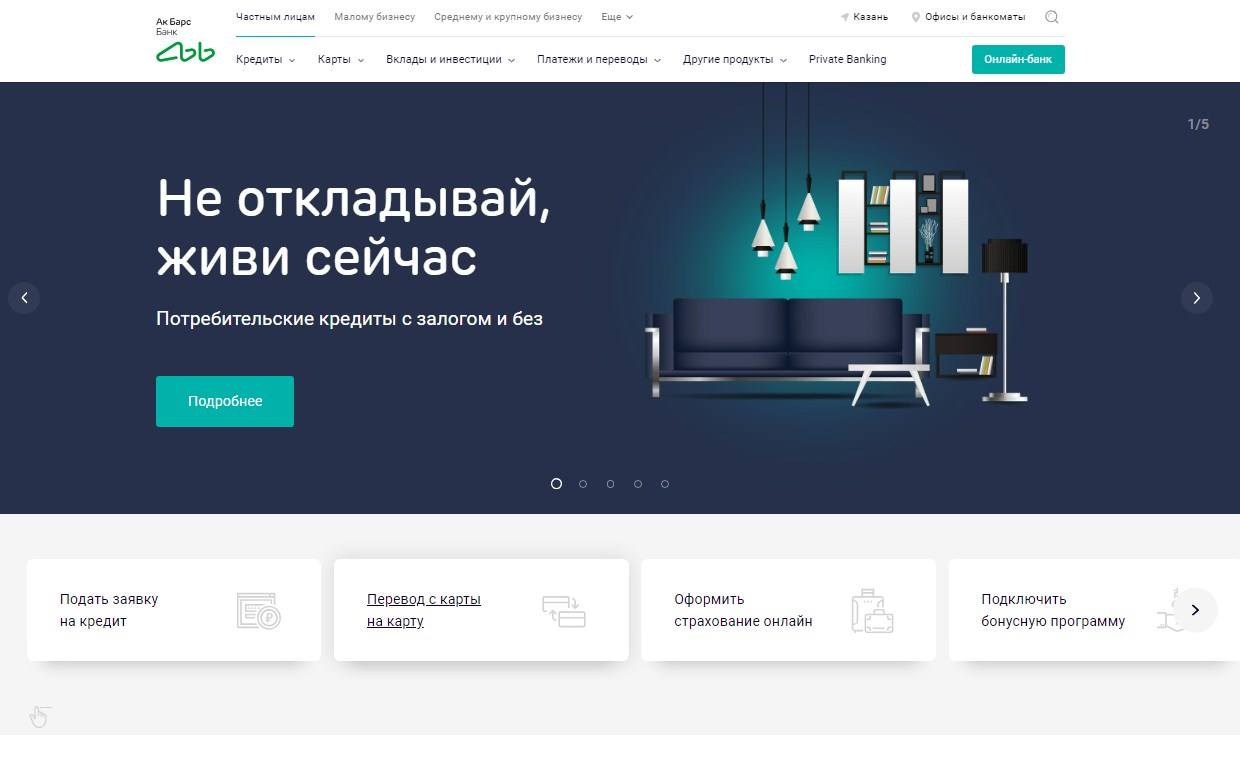 Ак Барс
Банк
Частным лицам
Малому бизнесу
Среднему и крупному бизнесу
Еще
Казань
Офисы и банкоматы
Кредиты
Карты
Вклады и инвестиции
Платежи и переводы
Другие продукты
Private Banking
Онлайн-банк
1/5
Не откладывай,
живи сейчас
Потребительские кредиты с залогом и без
Подробнее
Подать заявку
на кредит
Перевод с карты
на карту
Оформить
страхование онлайн
Подключить
бонусную программу